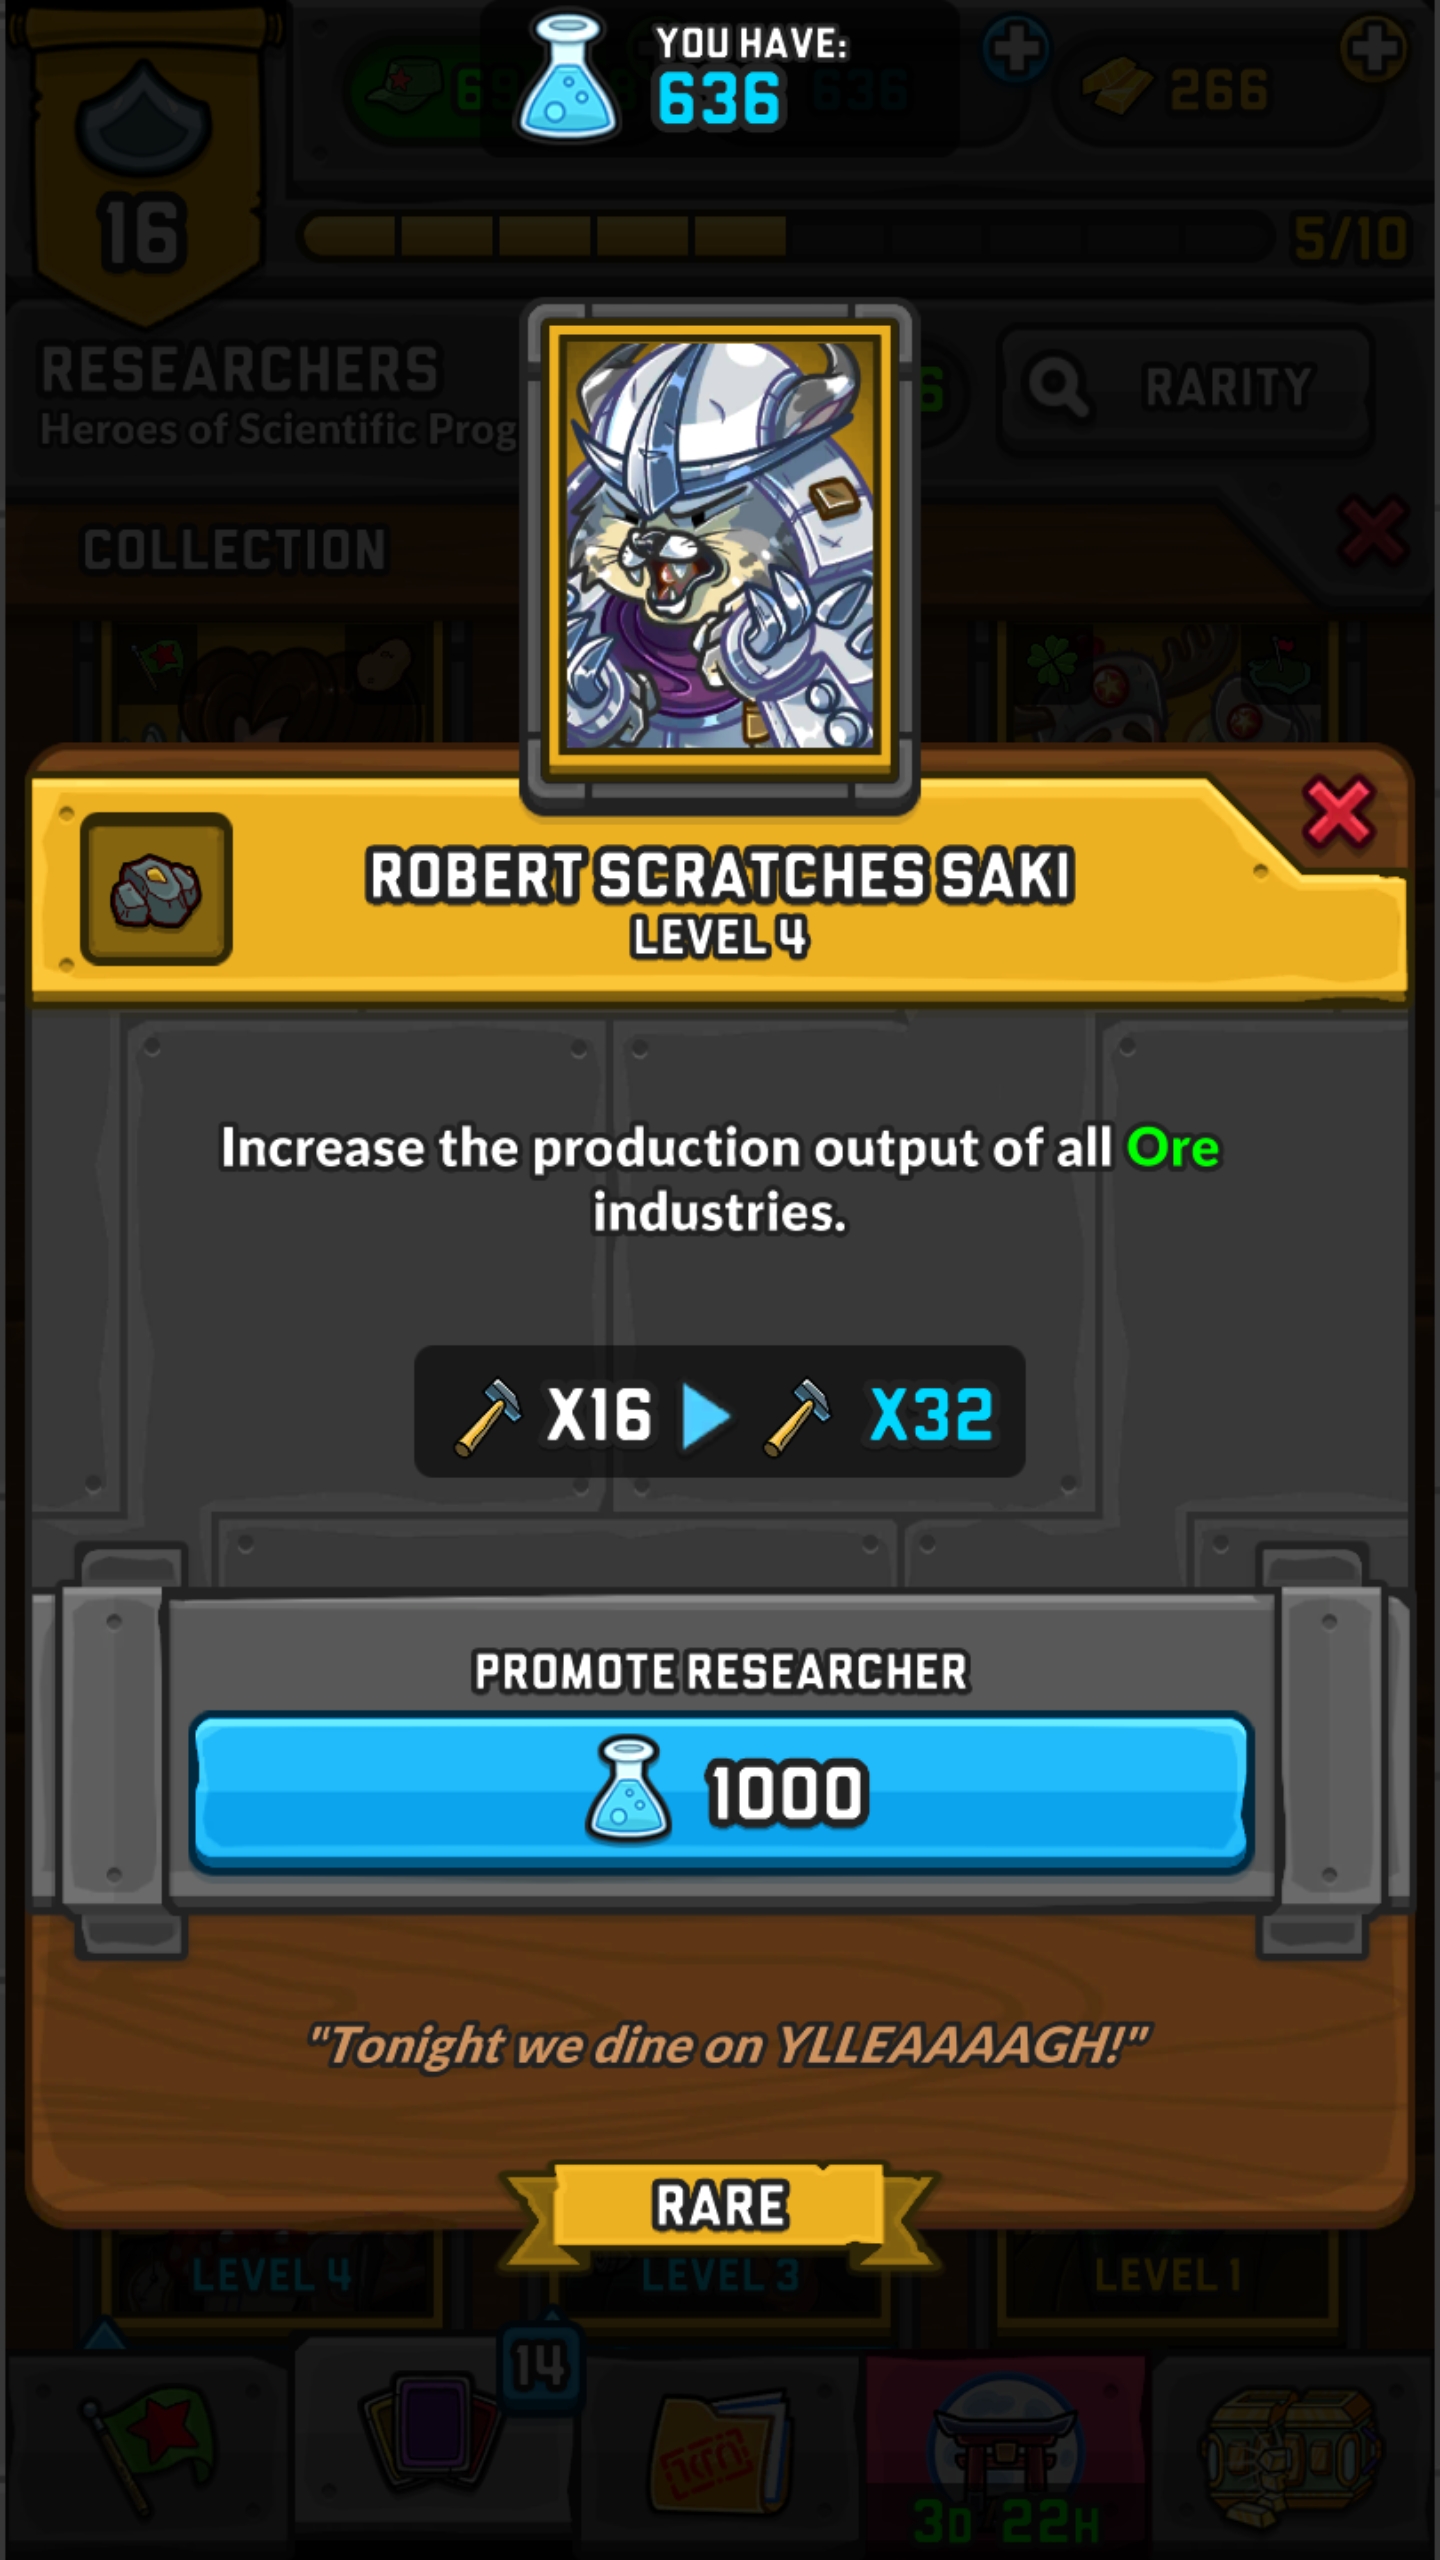 YOU HAVE:
636
636
266
16
5/10
RESEARCHERS
Heroes of Scientific Prog
RARITY
COLLECTION
ROBERT SCRATCHES SAKI
LEVEL 4
Increase the production output of all Ore
industries.
X16 X32
PROMOTE RESEARCHER
1000
"Tonight we dine on YLLEAAAAGH!"
RARE
LEVEL 4
LEVEL 3
LEVEL 1
14
3D 22H